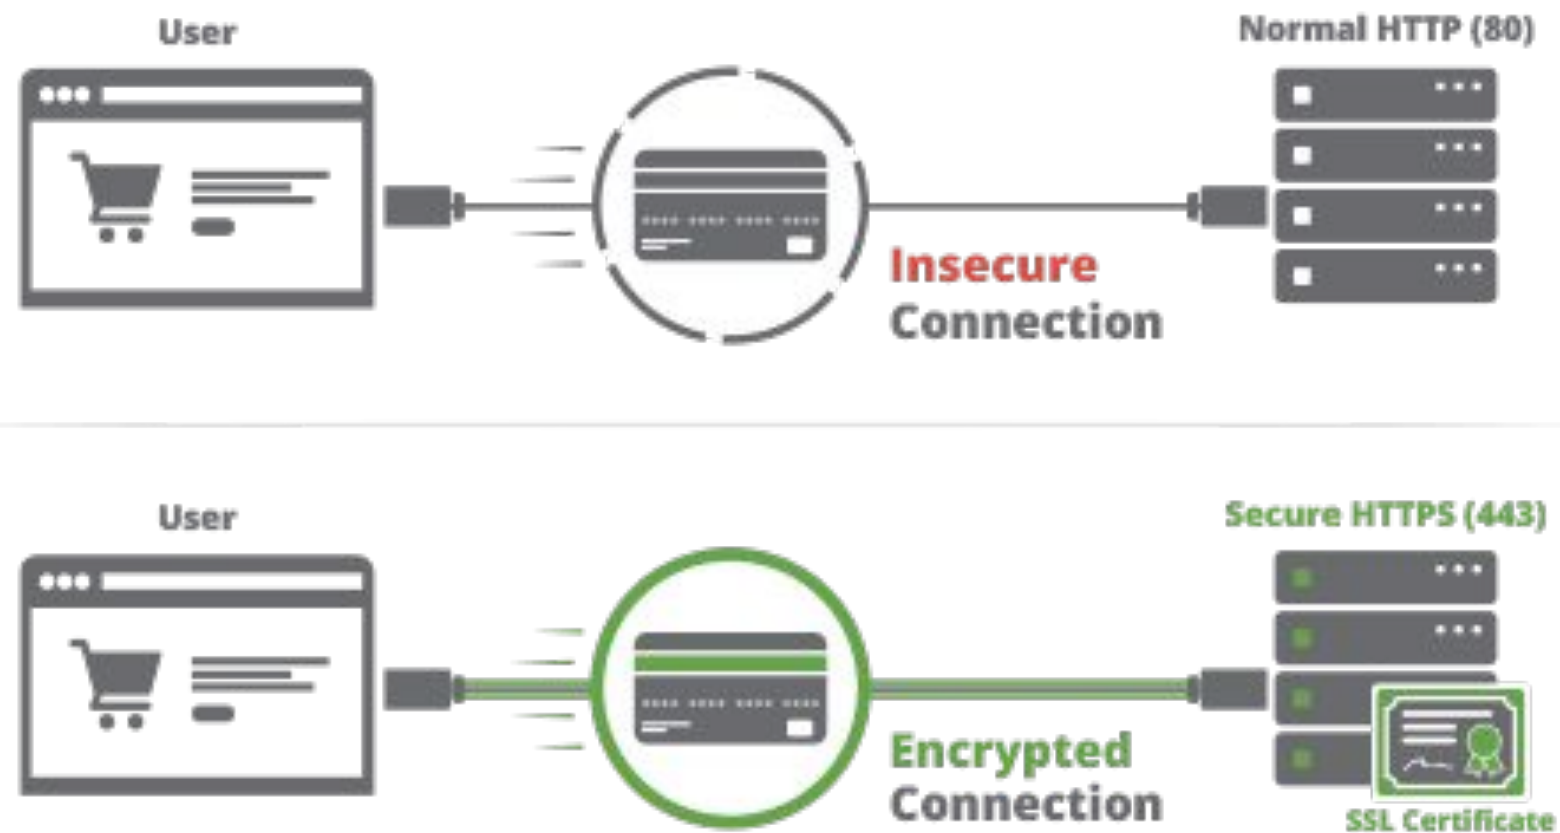 User
Normal HTTP (80)
Insecure
Connection
User
Secure HTTPS (443)
Encrypted
Connection
SSL Certificate